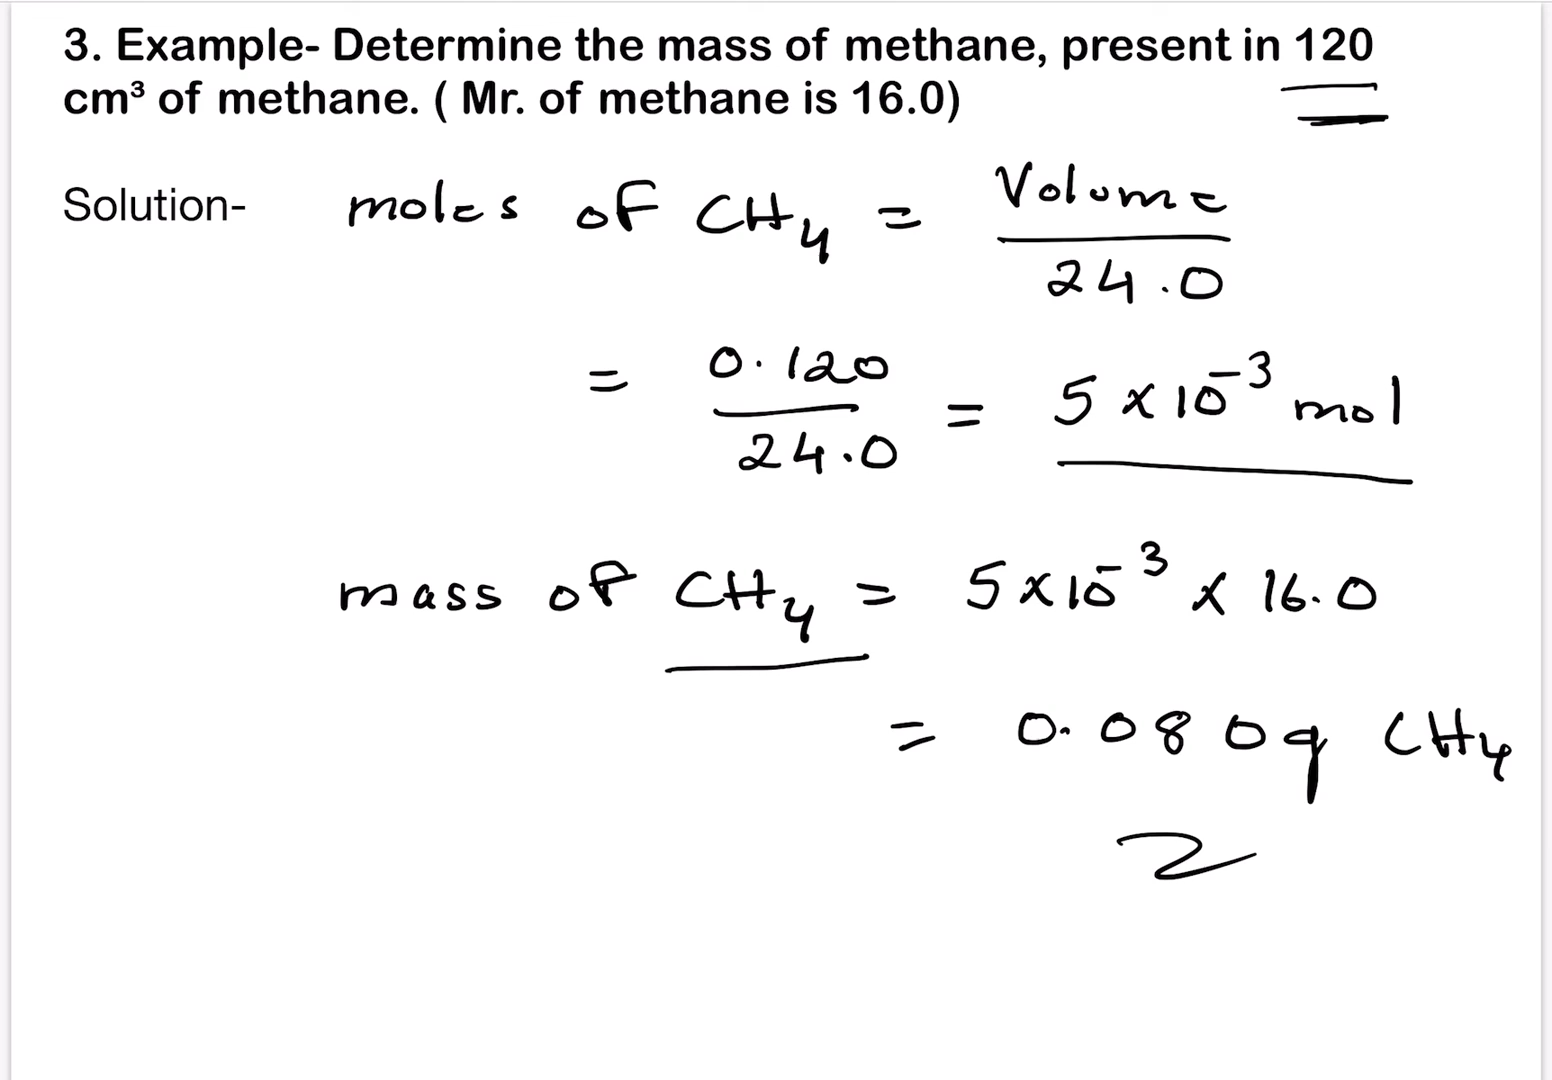 3. Example- Determine the mass of methane, present in 120
cm³ of methane. ( Mr. of methane is 16.0)
Solution- moles of CH₄ = Volume / 24.0
= 0.120 / 24.0 = 5 x 10⁻³ mol
mass of CH₄ = 5 x 10⁻³ x 16.0
= 0.080g CH₄